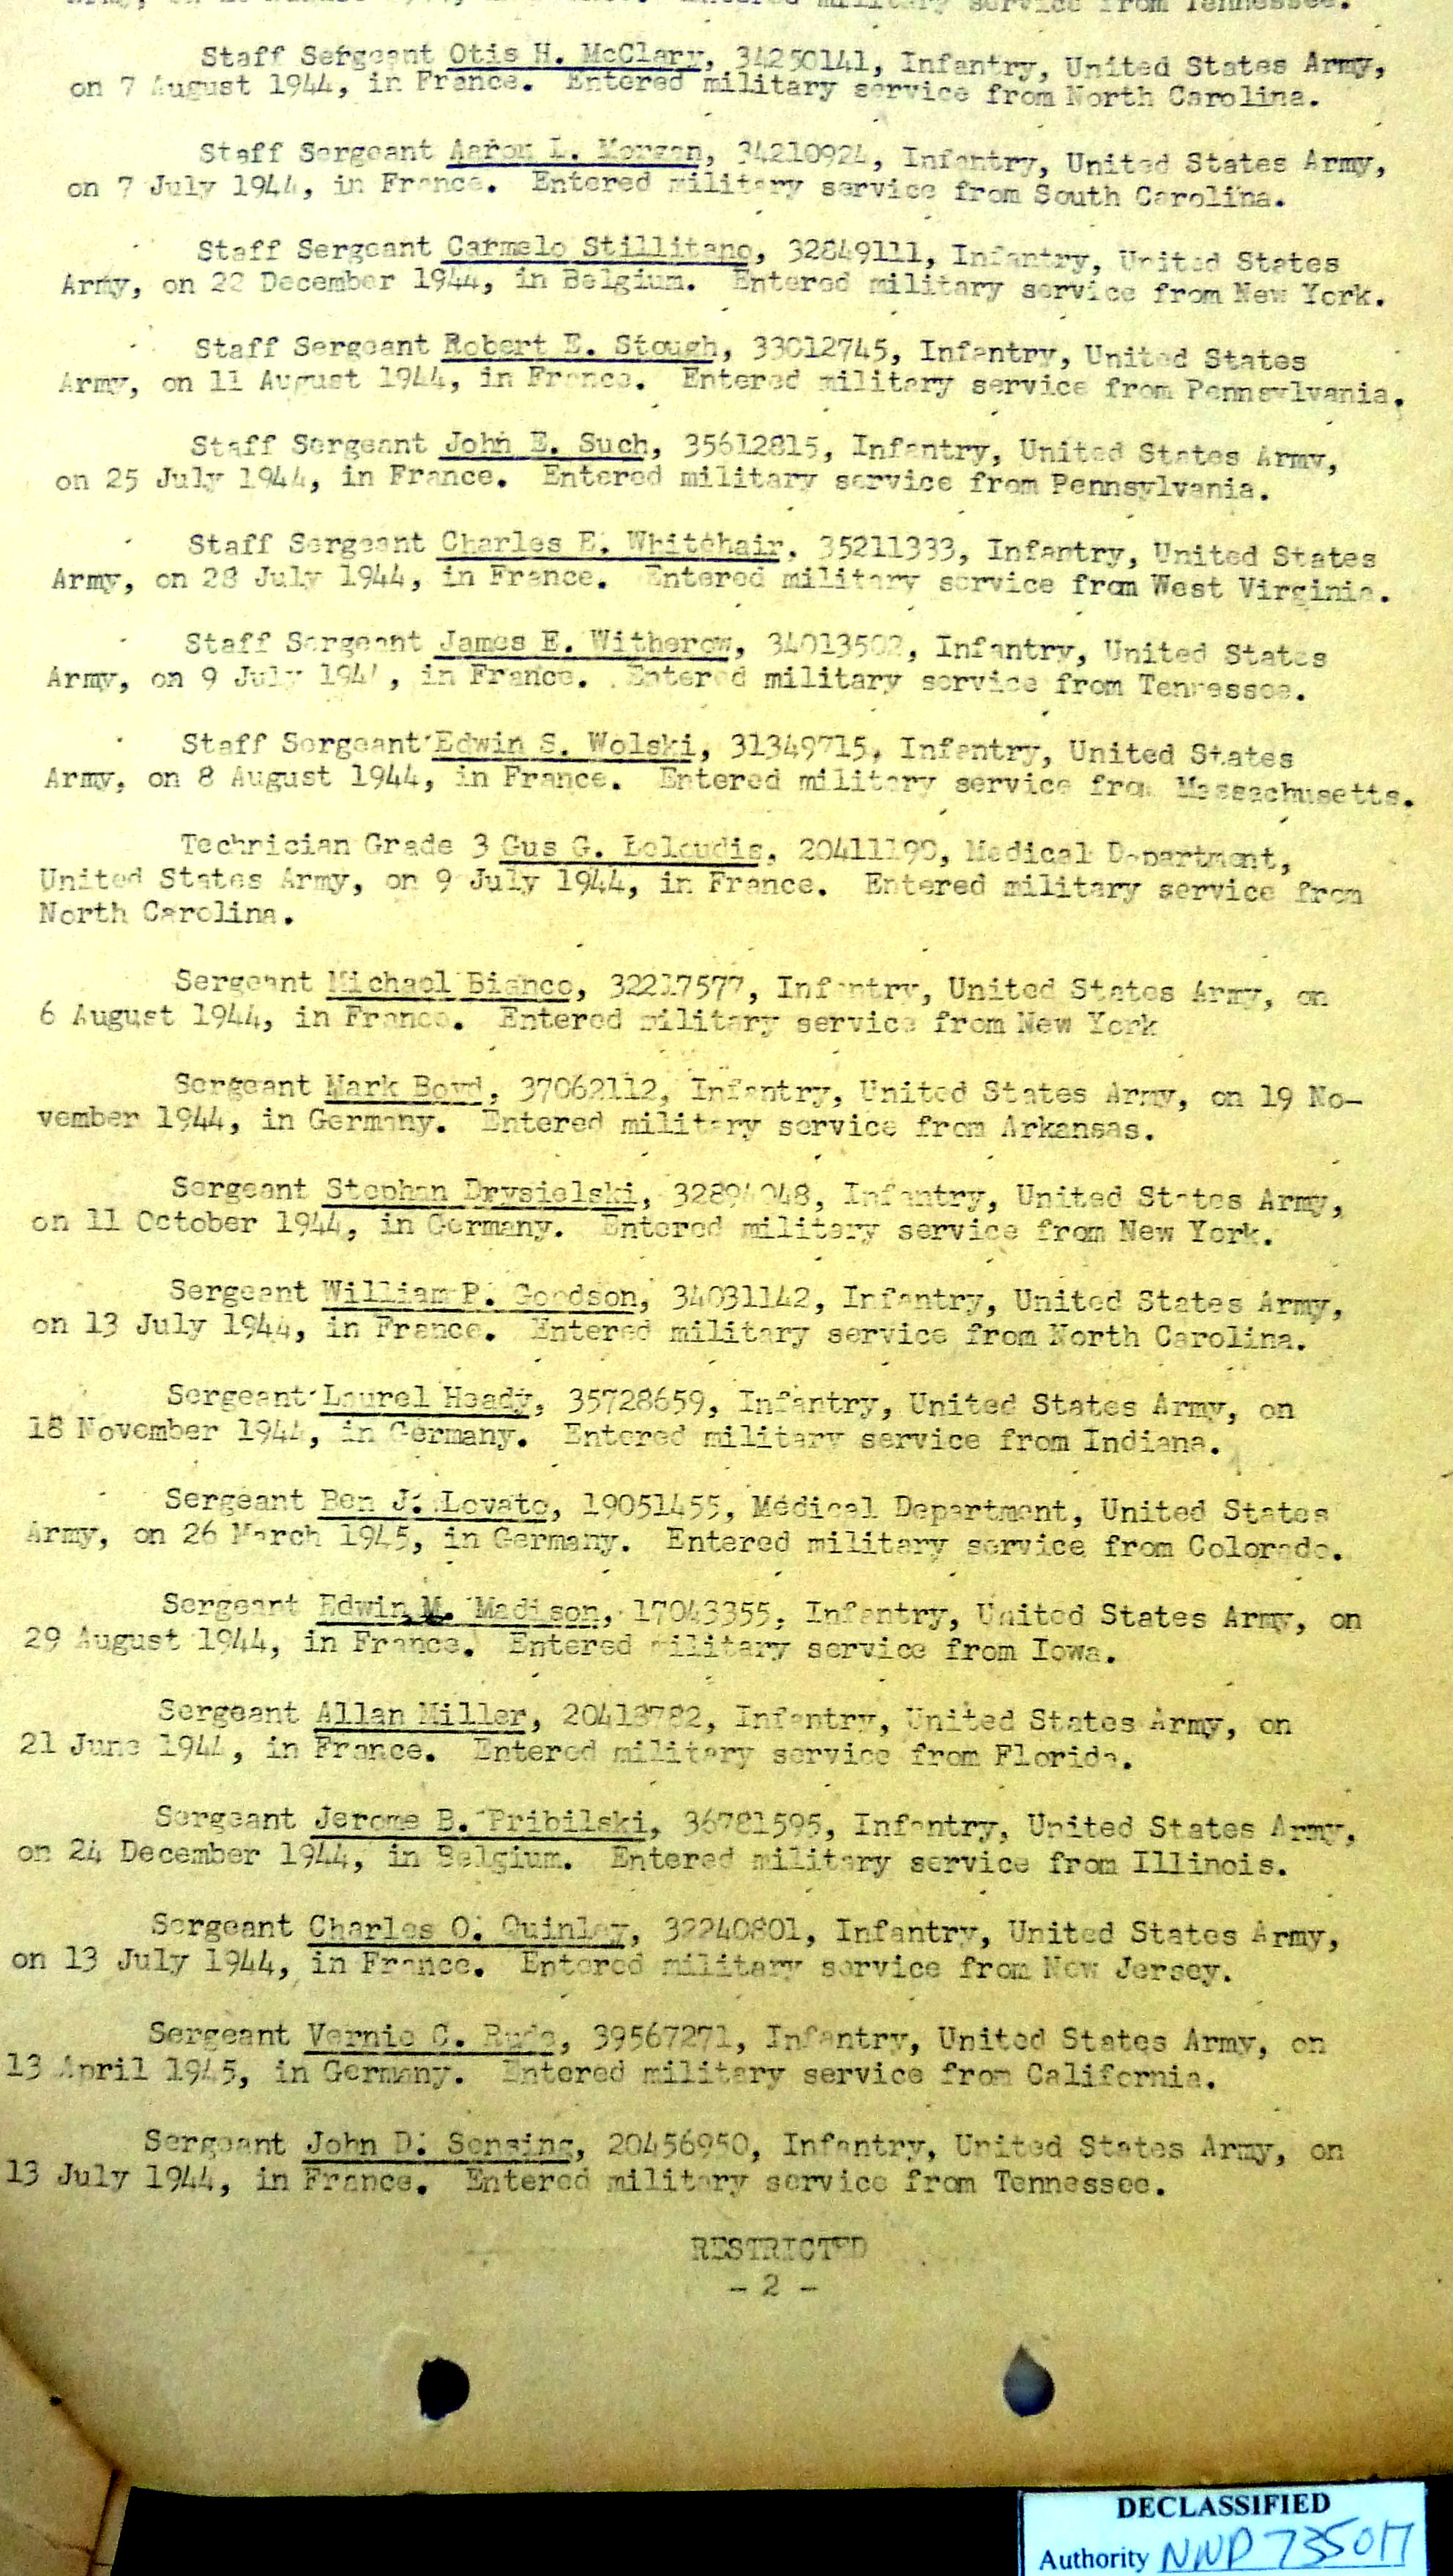 Staff Sergeant Otis H. McClary, 34250141, Infantry, United States Army,
on 7 August 1944, in France. Entered military service from North Carolina.
Staff Sergeant Aaron L. Morgan, 34210924, Infantry, United States Army,
on 7 July 1944, in France. Entered military service from South Carolina.
Staff Sergeant Carmelo Stillitano, 32849111, Infantry, United States
Army, on 22 December 1944, in Belgium. Entered military service from New York.
Staff Sergeant Robert E. Stough, 33012745, Infantry, United States
Army, on 11 August 1944, in France. Entered military service from Pennsylvania.
Staff Sergeant John E. Such, 35612815, Infantry, United States Army,
on 25 July 1944, in France. Entered military service from Pennsylvania.
Staff Sergeant Charles E. Whitehair, 35211333, Infantry, United States
Army, on 28 July 1944, in France. Entered military service from West Virginia.
Staff Sergeant James E. Witherow, 34013502, Infantry, United States
Army, on 9 July 1944, in France. Entered military service from Tennessee.
Staff Sergeant Edwin S. Wolski, 31349715, Infantry, United States
Army, on 8 August 1944, in France. Entered military service from Massachusetts.
Technician Grade 3 Gus G. Loloudis, 20411190, Medical Department,
United States Army, on 9 July 1944, in France. Entered military service from
North Carolina.
Sergeant Michael Bianco, 32217577, Infantry, United States Army, on
6 August 1944, in France. Entered military service from New York
Sergeant Mark Boyd, 37062112, Infantry, United States Army, on 19 No-
vember 1944, in Germany. Entered military service from Arkansas.
Sergeant Stephan Drysielski, 32894048, Infantry, United States Army,
on 11 October 1944, in Germany. Entered military service from New York.
Sergeant William P. Goodson, 34031142, Infantry, United States Army,
on 13 July 1944, in France. Entered military service from North Carolina.
Sergeant Laurel Heady, 35728659, Infantry, United States Army, on
18 November 1944, in Germany. Entered military service from Indiana.
Sergeant Ben J. Lovato, 19051455, Medical Department, United States
Army, on 26 March 1945, in Germany. Entered military service from Colorado.
Sergeant Edwin M. Madison, 17043355, Infantry, United States Army, on
29 August 1944, in France. Entered military service from Iowa.
Sergeant Allan Miller, 20413782, Infantry, United States Army, on
21 June 1944, in France. Entered military service from Florida.
Sergeant Jerome B. Pribilski, 36781595, Infantry, United States Army,
on 24 December 1944, in Belgium. Entered military service from Illinois.
Sergeant Charles O. Quinlay, 32240801, Infantry, United States Army,
on 13 July 1944, in France. Entered military service from New Jersey.
Sergeant Vernie C. Rude, 39567271, Infantry, United States Army, on
13 April 1945, in Germany. Entered military service from California.
Sergeant John D. Sensing, 20456950, Infantry, United States Army, on
13 July 1944, in France. Entered military service from Tennessee.
RESTRICTED
- 2 -
DECLASSIFIED
Authority NND 735017